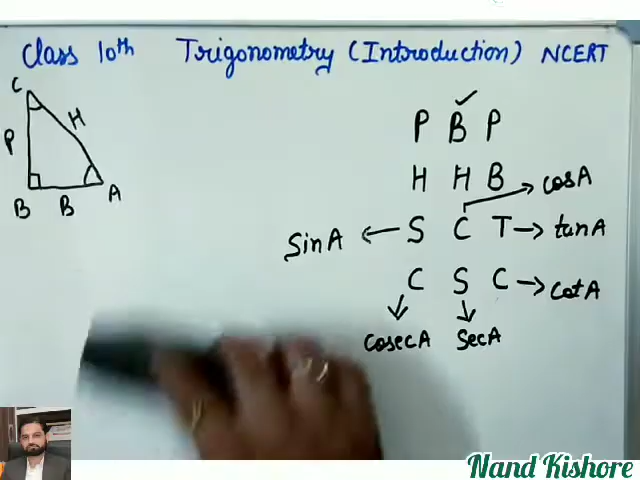 Class 10th Trigonometry (Introduction) NCERT
C
P H
B B A
P B P
H H B
cosA
SinA S C T tanA
C S C cotA
cosecA SecA
Nand Kishore